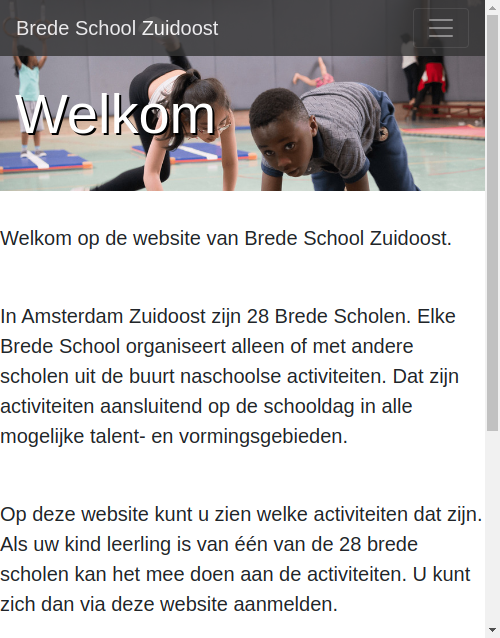 Brede School Zuidoost
Welkom
Welkom op de website van Brede School Zuidoost.
In Amsterdam Zuidoost zijn 28 Brede Scholen. Elke
Brede School organiseert alleen of met andere
scholen uit de buurt naschoolse activiteiten. Dat zijn
activiteiten aansluitend op de schooldag in alle
mogelijke talent- en vormingsgebieden.
Op deze website kunt u zien welke activiteiten dat zijn.
Als uw kind leerling is van één van de 28 brede
scholen kan het mee doen aan de activiteiten. U kunt
zich dan via deze website aanmelden.